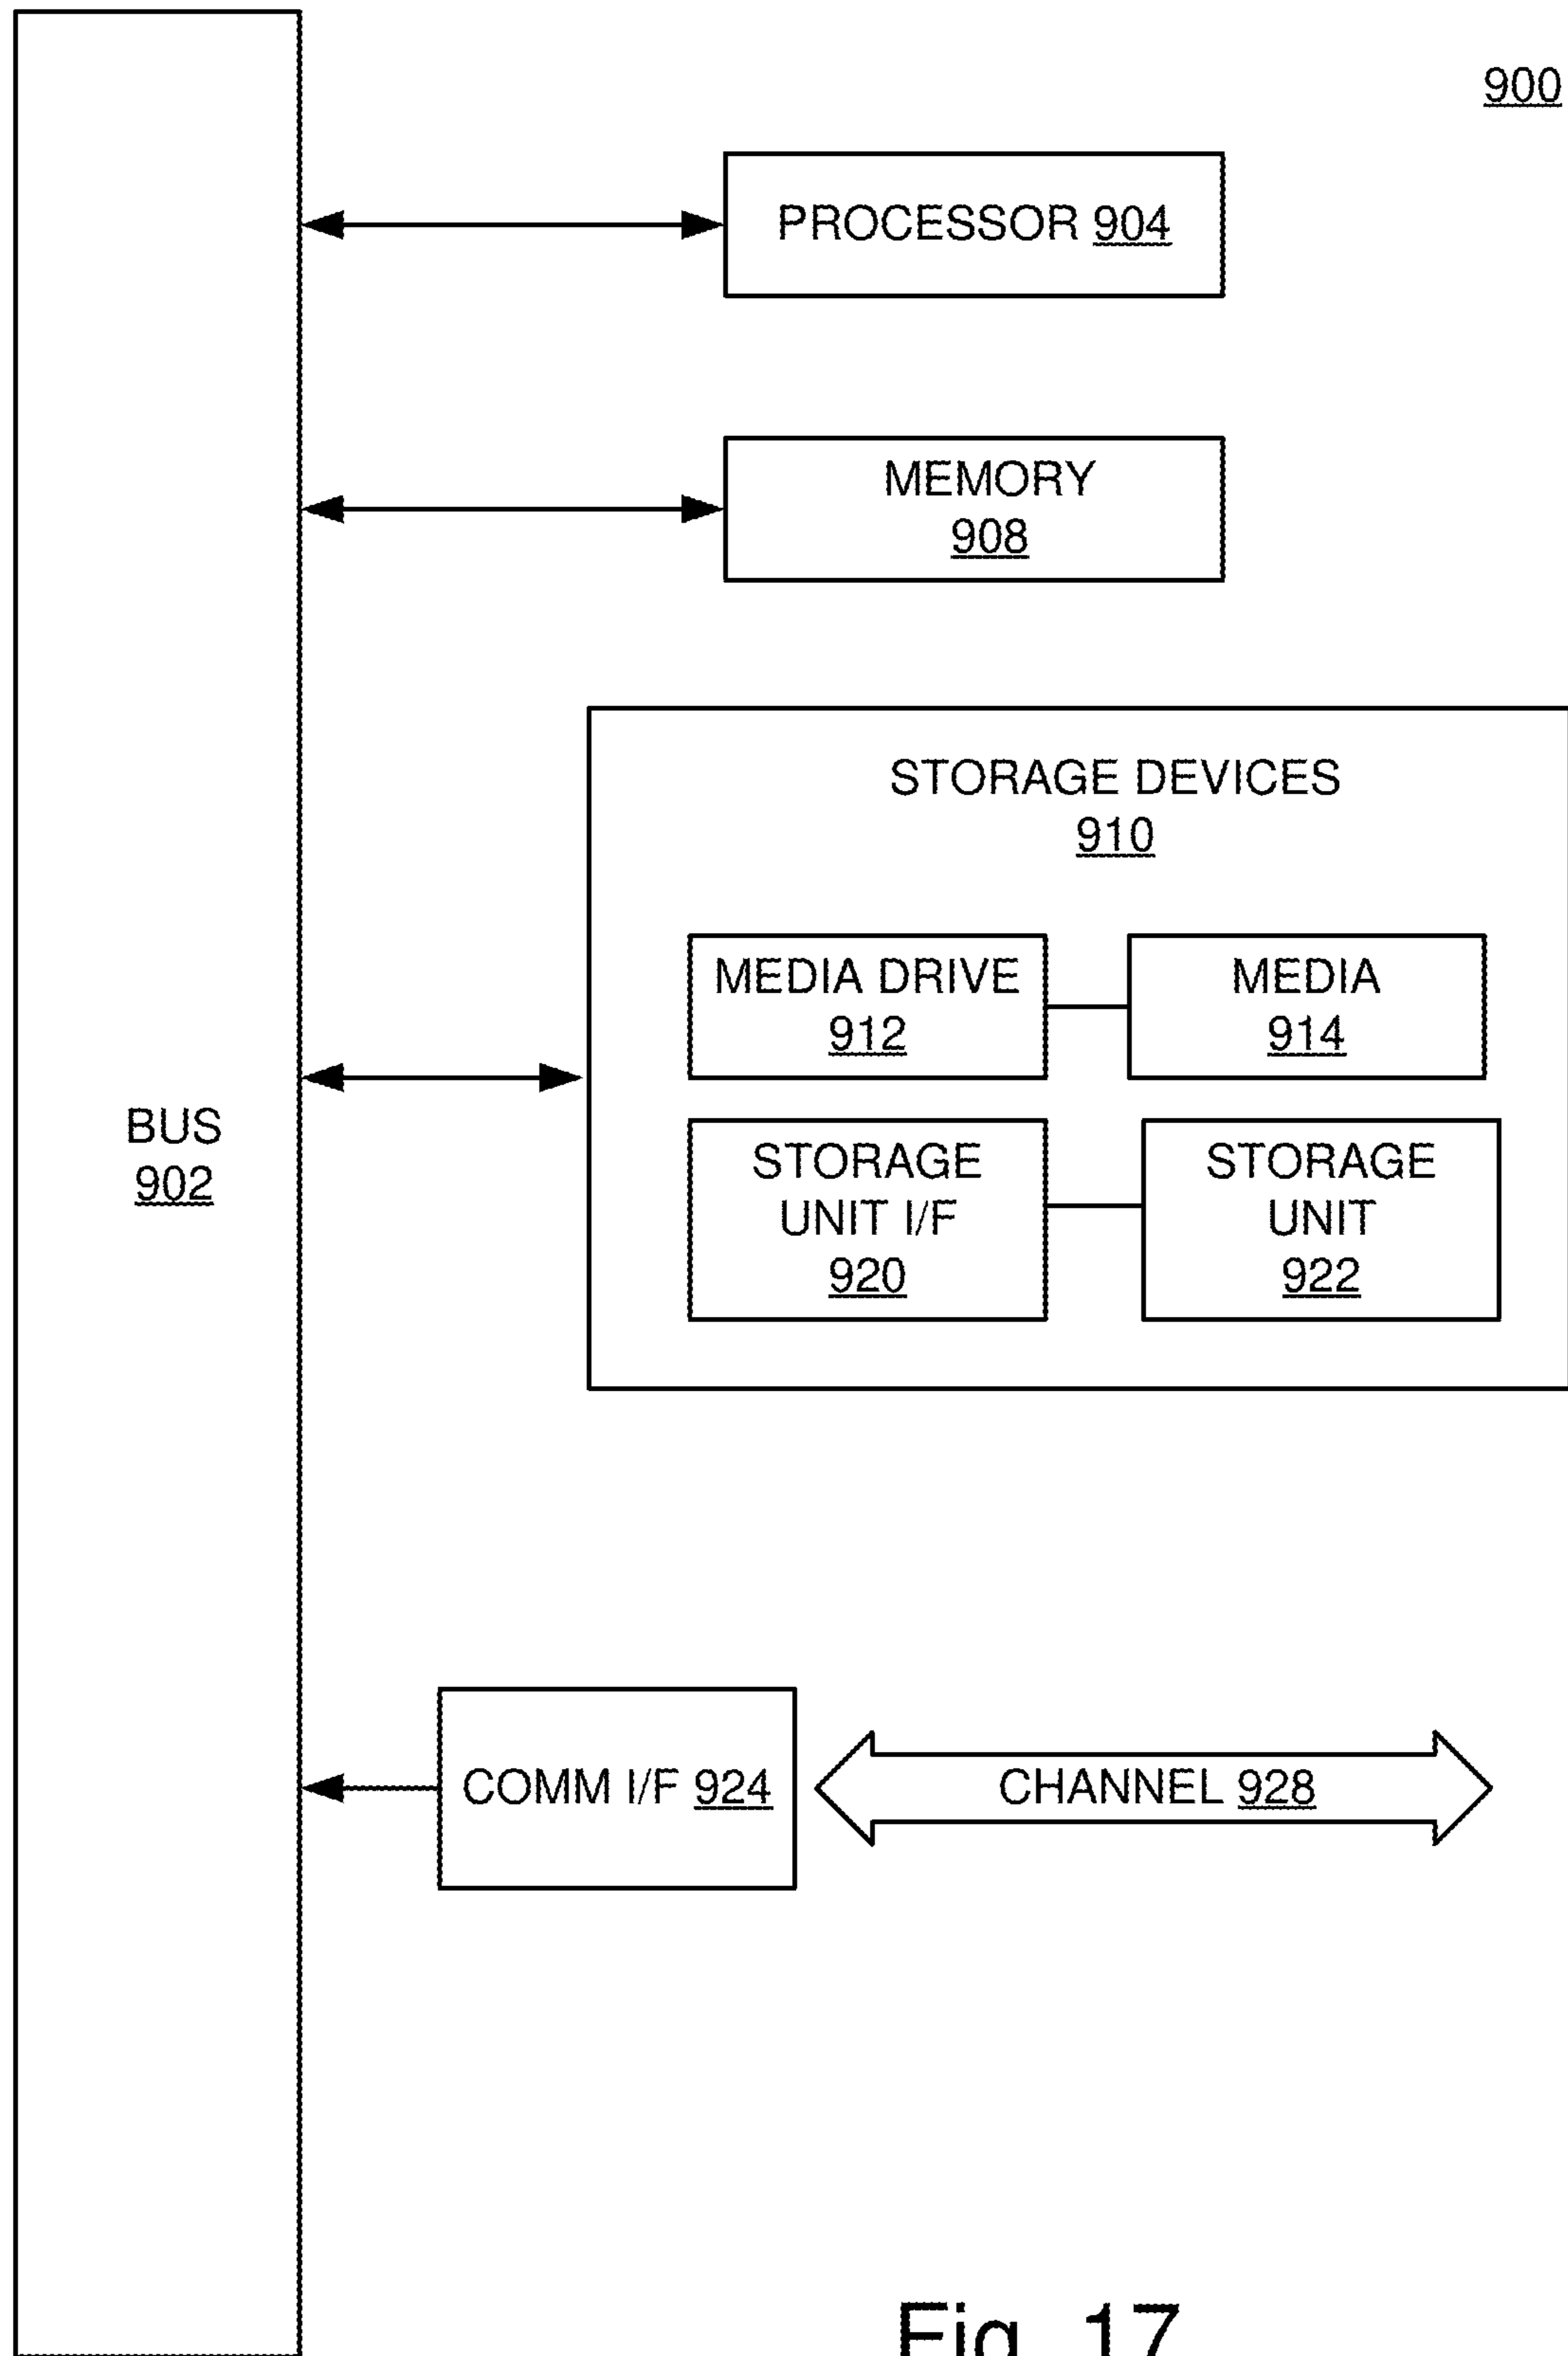 900
PROCESSOR 904
MEMORY
908
STORAGE DEVICES
910
MEDIA DRIVE
912
MEDIA
914
BUS
902
STORAGE
UNIT I/F
920
STORAGE
UNIT
922
COMM I/F 924
CHANNEL 928
Fig. 17